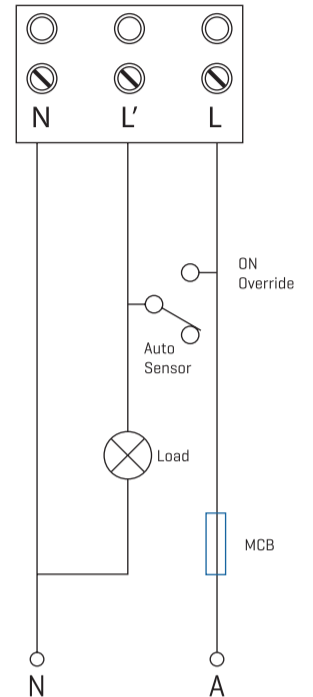 N L′ L
ON
Override
Auto
Sensor
Load
MCB
N A